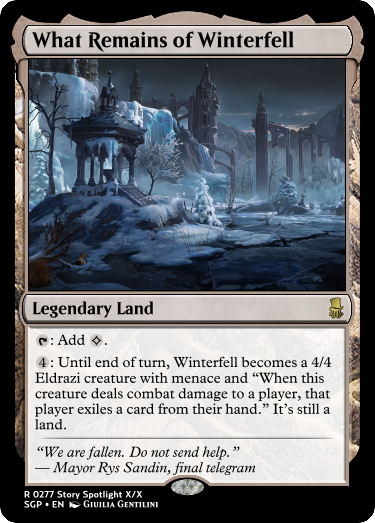 What Remains of Winterfell
Legendary Land
: Add .
4: Until end of turn, Winterfell becomes a 4/4
Eldrazi creature with menace and “When this
creature deals combat damage to a player, that
player exiles a card from their hand.” It’s still a
land.
“We are fallen. Do not send help.”
— Mayor Rys Sandin, final telegram
R 0277 Story Spotlight X/X
SGP • EN Giulia Gentilini